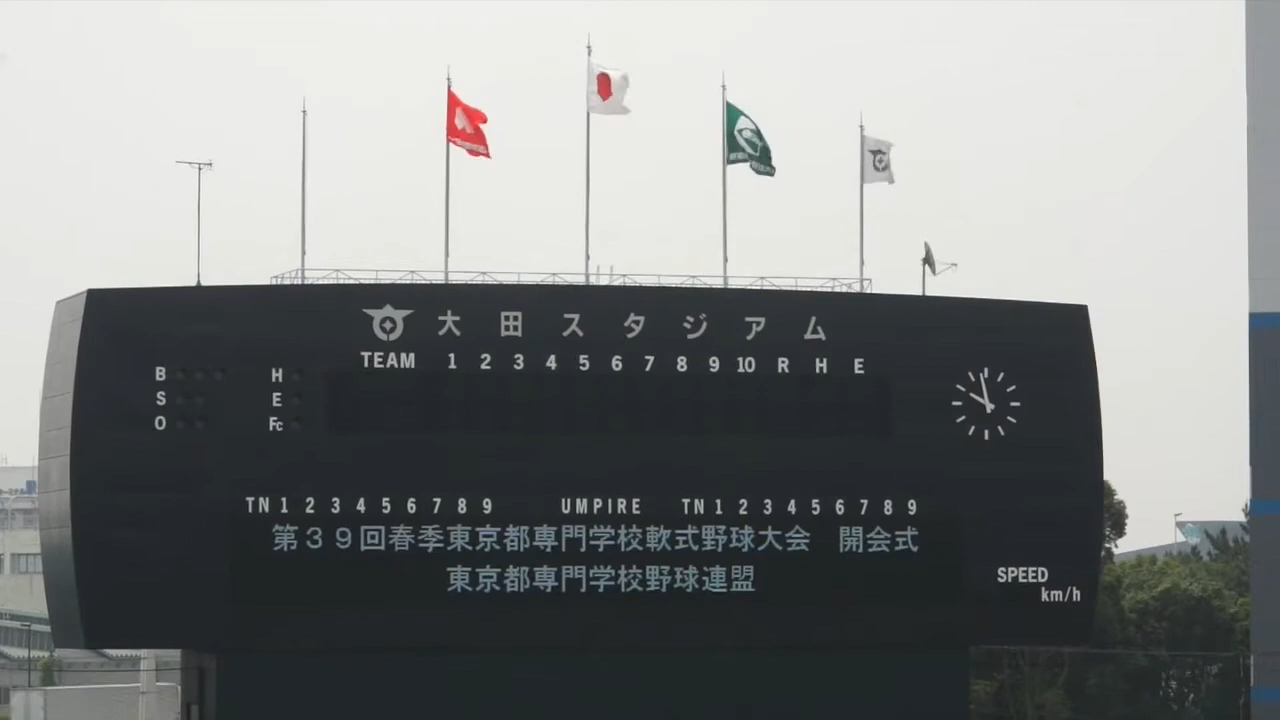 大田スタジアム
TEAM 1 2 3 4 5 6 7 8 9 10 R H E
B H
S E
O Fc
TN 1 2 3 4 5 6 7 8 9 UMPIRE TN 1 2 3 4 5 6 7 8 9
第39回春季東京都専門学校軟式野球大会 開会式
東京都専門学校野球連盟
SPEED
km/h